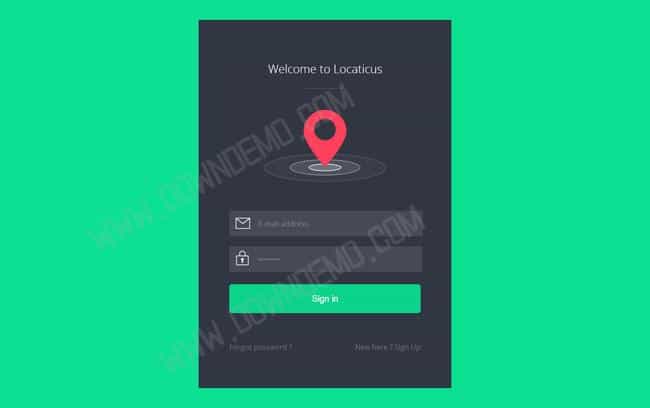 Welcome to Locaticus
WWW.DOWNDEMO.COM
E-mail address
Sign in
WWW.DOWNDEMO.COM
Forgot password ?
New here ? Sign Up